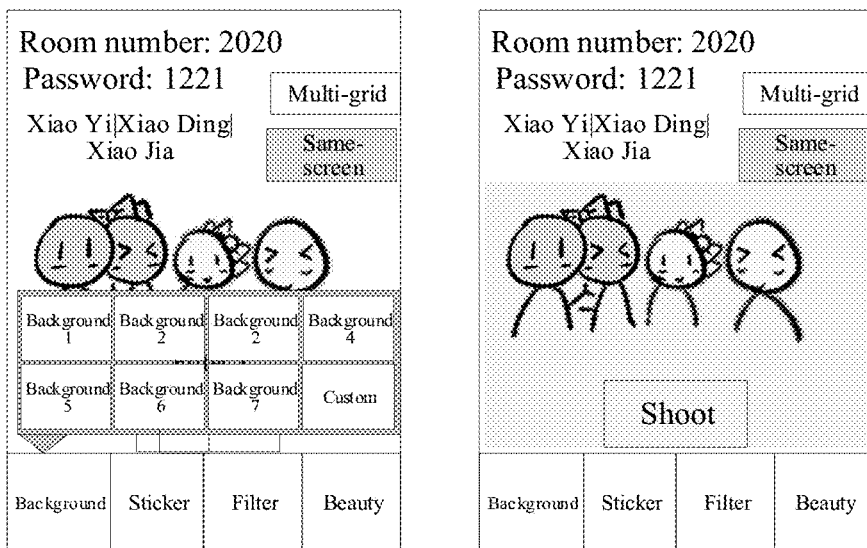 Room number: 2020
Password: 1221
Multi-grid
Xiao Yi|Xiao Ding|
Xiao Jia
Same-
screen
Background
1
Background
2
Background
2
Background
4
Background
5
Background
6
Background
7
Custom
Background
Sticker
Filter
Beauty
Room number: 2020
Password: 1221
Multi-grid
Xiao Yi|Xiao Ding|
Xiao Jia
Same-
screen
Shoot
Background
Sticker
Filter
Beauty